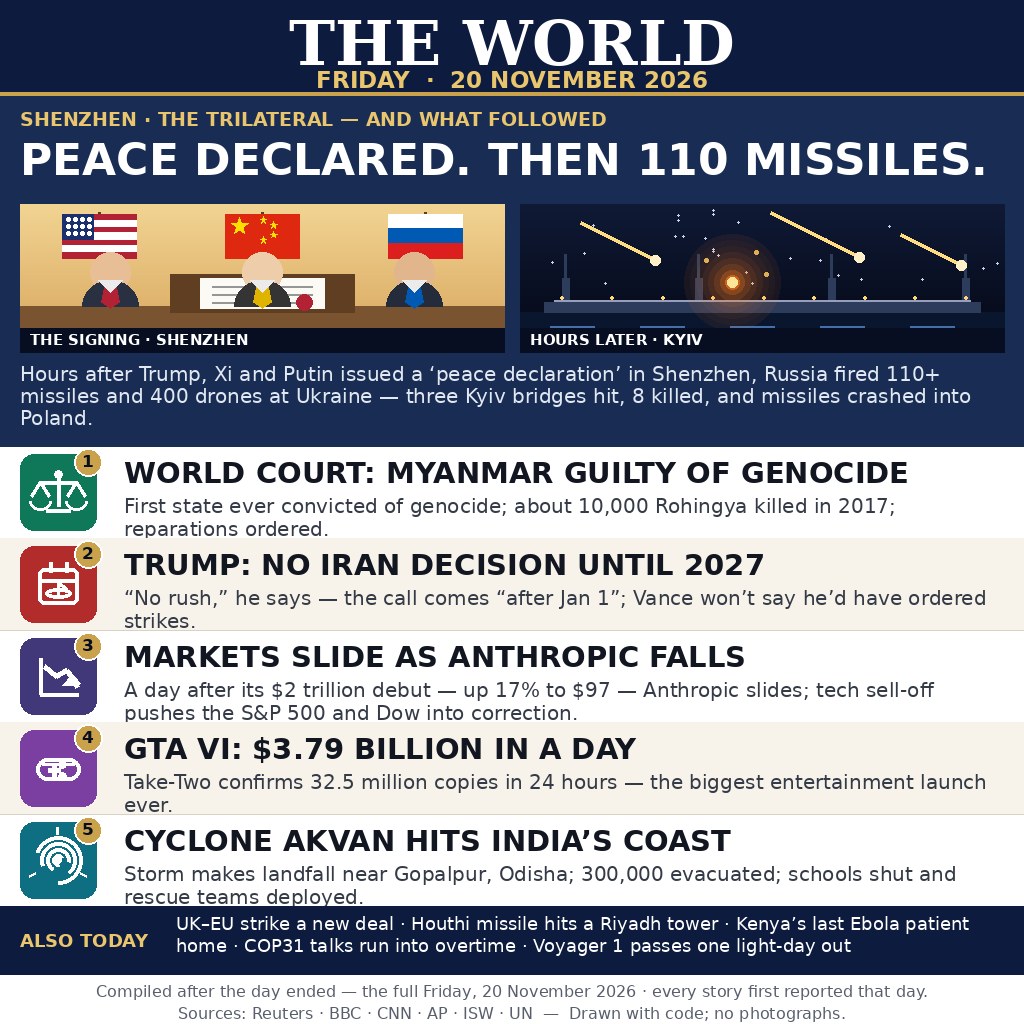 THE WORLD
FRIDAY · 20 NOVEMBER 2026
SHENZHEN · THE TRILATERAL — AND WHAT FOLLOWED
PEACE DECLARED. THEN 110 MISSILES.
THE SIGNING · SHENZHEN
HOURS LATER · KYIV
Hours after Trump, Xi and Putin issued a ‘peace declaration’ in Shenzhen, Russia fired 110+
missiles and 400 drones at Ukraine — three Kyiv bridges hit, 8 killed, and missiles crashed into
Poland.
1
WORLD COURT: MYANMAR GUILTY OF GENOCIDE
First state ever convicted of genocide; about 10,000 Rohingya killed in 2017;
reparations ordered.
2
TRUMP: NO IRAN DECISION UNTIL 2027
“No rush,” he says — the call comes “after Jan 1”; Vance won’t say he’d have ordered
strikes.
3
MARKETS SLIDE AS ANTHROPIC FALLS
A day after its $2 trillion debut — up 17% to $97 — Anthropic slides; tech sell-off
pushes the S&P 500 and Dow into correction.
4
GTA VI: $3.79 BILLION IN A DAY
Take-Two confirms 32.5 million copies in 24 hours — the biggest entertainment launch
ever.
5
CYCLONE AKVAN HITS INDIA’S COAST
Storm makes landfall near Gopalpur, Odisha; 300,000 evacuated; schools shut and
rescue teams deployed.
ALSO TODAY
UK–EU strike a new deal · Houthi missile hits a Riyadh tower · Kenya’s last Ebola patient
home · COP31 talks run into overtime · Voyager 1 passes one light-day out
Compiled after the day ended — the full Friday, 20 November 2026 · every story first reported that day.
Sources: Reuters · BBC · CNN · AP · ISW · UN — Drawn with code; no photographs.